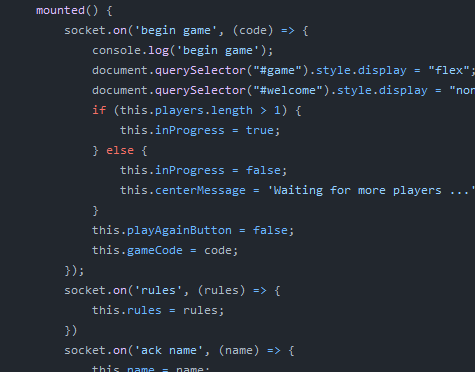 mounted() {
socket.on('begin game', (code) => {
console.log('begin game');
document.querySelector("#game").style.display = "flex";
document.querySelector("#welcome").style.display = "non
if (this.players.length > 1) {
this.inProgress = true;
} else {
this.inProgress = false;
this.centerMessage = 'Waiting for more players ...'
}
this.playAgainButton = false;
this.gameCode = code;
});
socket.on('rules', (rules) => {
this.rules = rules;
})
socket.on('ack name', (name) => {
this.name = name;